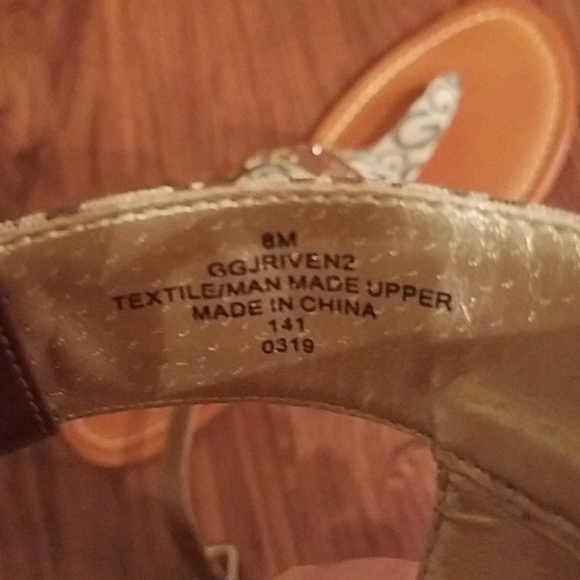 8M
GGJRIVEN2
TEXTILE/MAN MADE UPPER
MADE IN CHINA
141
0319